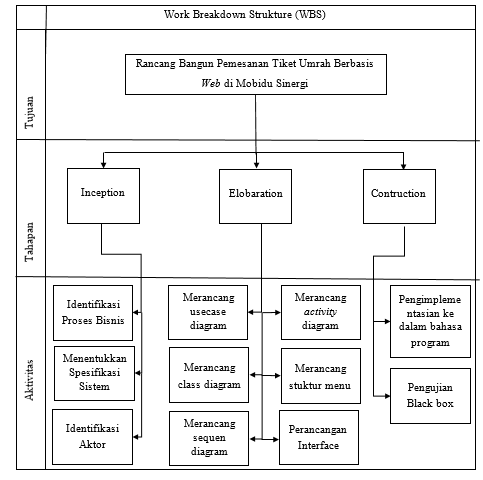 Work Breakdown Strukture (WBS)
Tujuan
Rancang Bangun Pemesanan Tiket Umrah Berbasis
Web di Mobidu Sinergi
Tahapan
Inception
Elobaration
Contruction
Aktivitas
Identifikasi
Proses Bisnis
Menentukkan
Spesifikasi
Sistem
Identifikasi
Aktor
Merancang
usecase
diagram
Merancang
class diagram
Merancang
sequen
diagram
Merancang
activity
diagram
Merancang
stuktur menu
Perancangan
Interface
Pengimpleme
ntasian ke
dalam bahasa
program
Pengujian
Black box